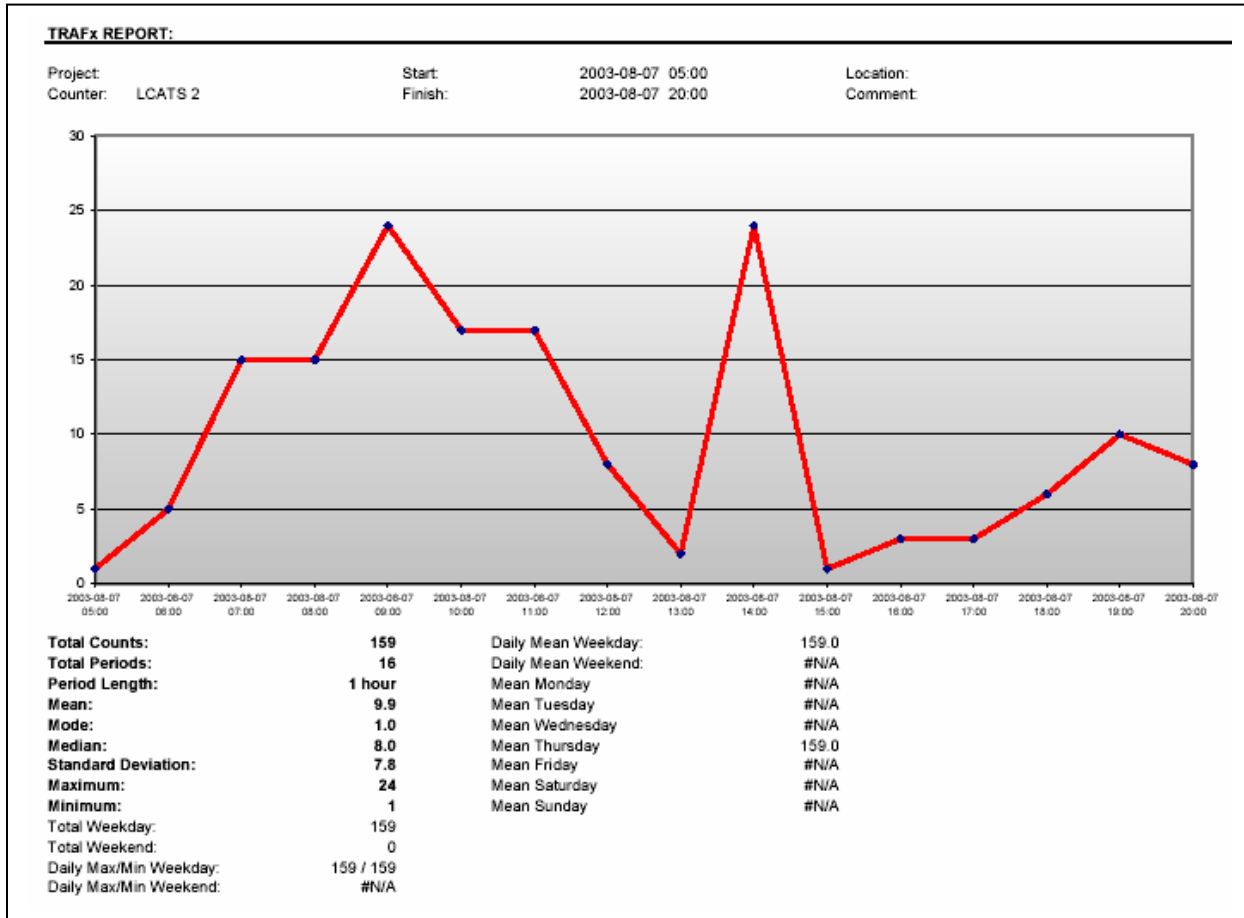 TRAFx REPORT:
Project: Start: 2003-08-07 05:00 Location:
Counter: LCATS 2 Finish: 2003-08-07 20:00 Comment:
30
25
20
15
10
5
0
2003-08-07 2003-08-07 2003-08-07 2003-08-07 2003-08-07 2003-08-07 2003-08-07 2003-08-07 2003-08-07 2003-08-07 2003-08-07 2003-08-07 2003-08-07 2003-08-07 2003-08-07 2003-08-07
05:00 06:00 07:00 08:00 09:00 10:00 11:00 12:00 13:00 14:00 15:00 16:00 17:00 18:00 19:00 20:00
Total Counts: 159 Daily Mean Weekday: 159.0
Total Periods: 16 Daily Mean Weekend: #N/A
Period Length: 1 hour Mean Monday #N/A
Mean: 9.9 Mean Tuesday #N/A
Mode: 1.0 Mean Wednesday #N/A
Median: 8.0 Mean Thursday 159.0
Standard Deviation: 7.8 Mean Friday #N/A
Maximum: 24 Mean Saturday #N/A
Minimum: 1 Mean Sunday #N/A
Total Weekday: 159
Total Weekend: 0
Daily Max/Min Weekday: 159 / 159
Daily Max/Min Weekend: #N/A